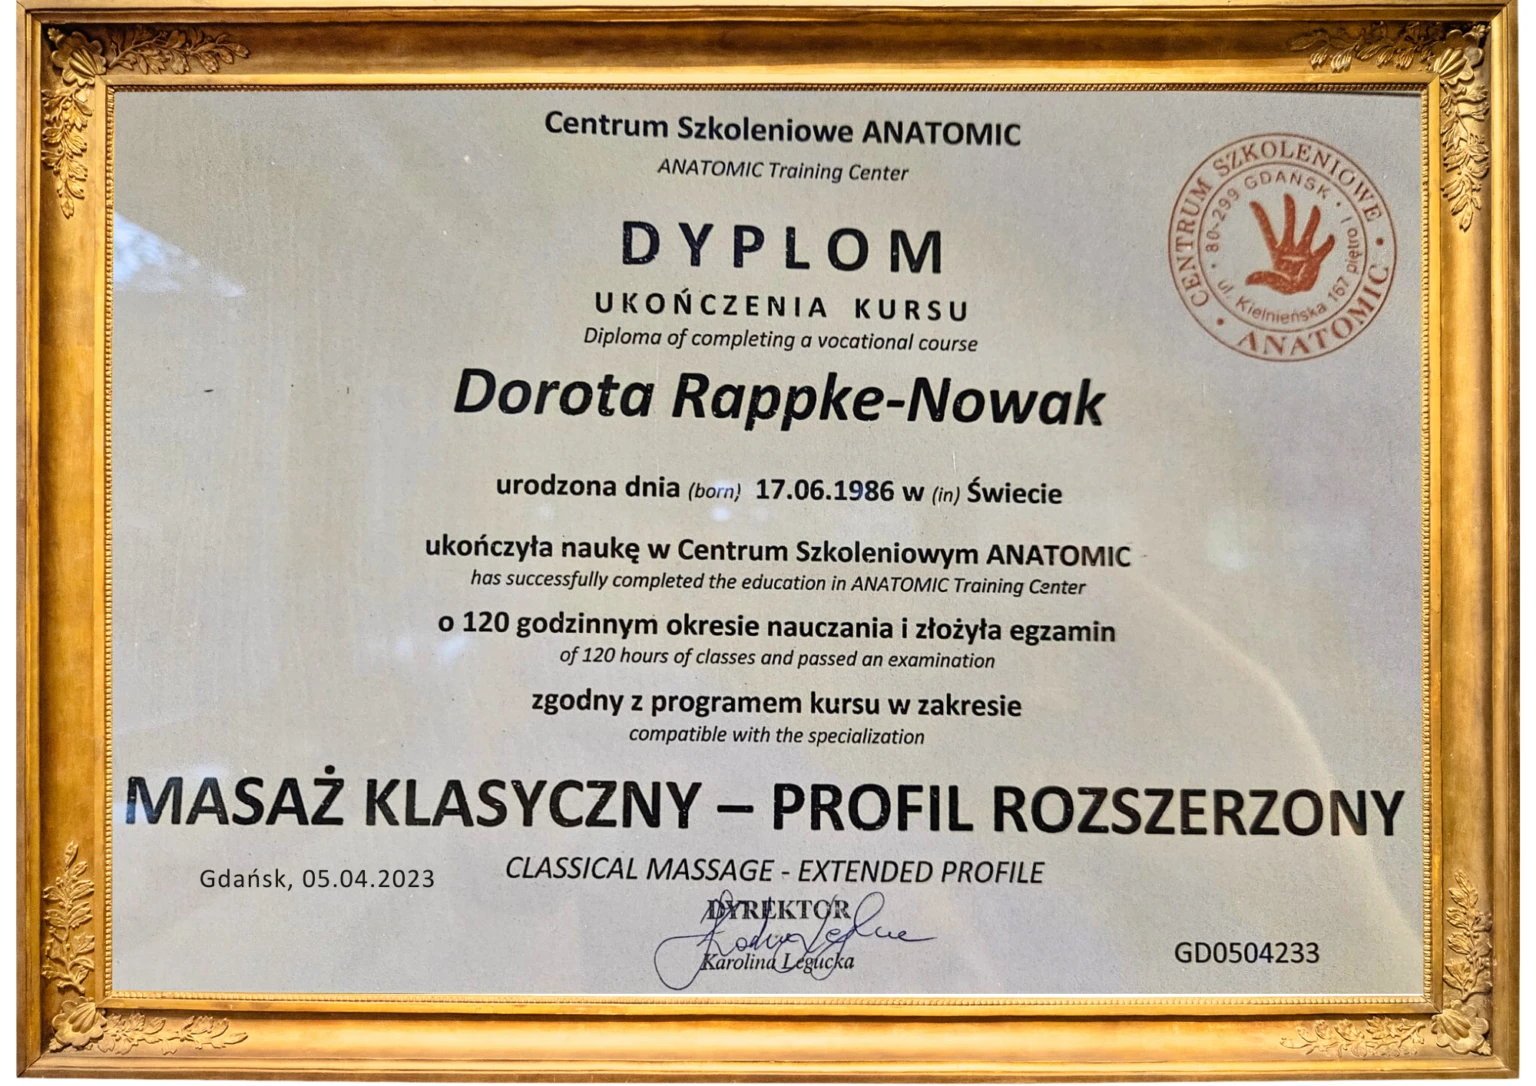 Centrum Szkoleniowe ANATOMIC
ANATOMIC Training Center
CENTRUM SZKOLENIOWE
80-299 GDAŃSK
ul. Kielnieńska 167 piętro I
ANATOMIC
DYPLOM
UKOŃCZENIA KURSU
Diploma of completing a vocational course
Dorota Rappke-Nowak
urodzona dnia (born) 17.06.1986 w (in) Świecie
ukończyła naukę w Centrum Szkoleniowym ANATOMIC
has successfully completed the education in ANATOMIC Training Center
o 120 godzinnym okresie nauczania i złożyła egzamin
of 120 hours of classes and passed an examination
zgodny z programem kursu w zakresie
compatible with the specialization
MASAŻ KLASYCZNY – PROFIL ROZSZERZONY
CLASSICAL MASSAGE - EXTENDED PROFILE
Gdańsk, 05.04.2023
DYREKTOR
Karolina Legucka
GD0504233